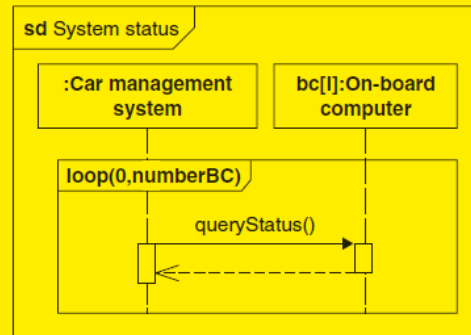 sd System status
:Car management
system
bc[I]:On-board
computer
loop(0,numberBC)
queryStatus()